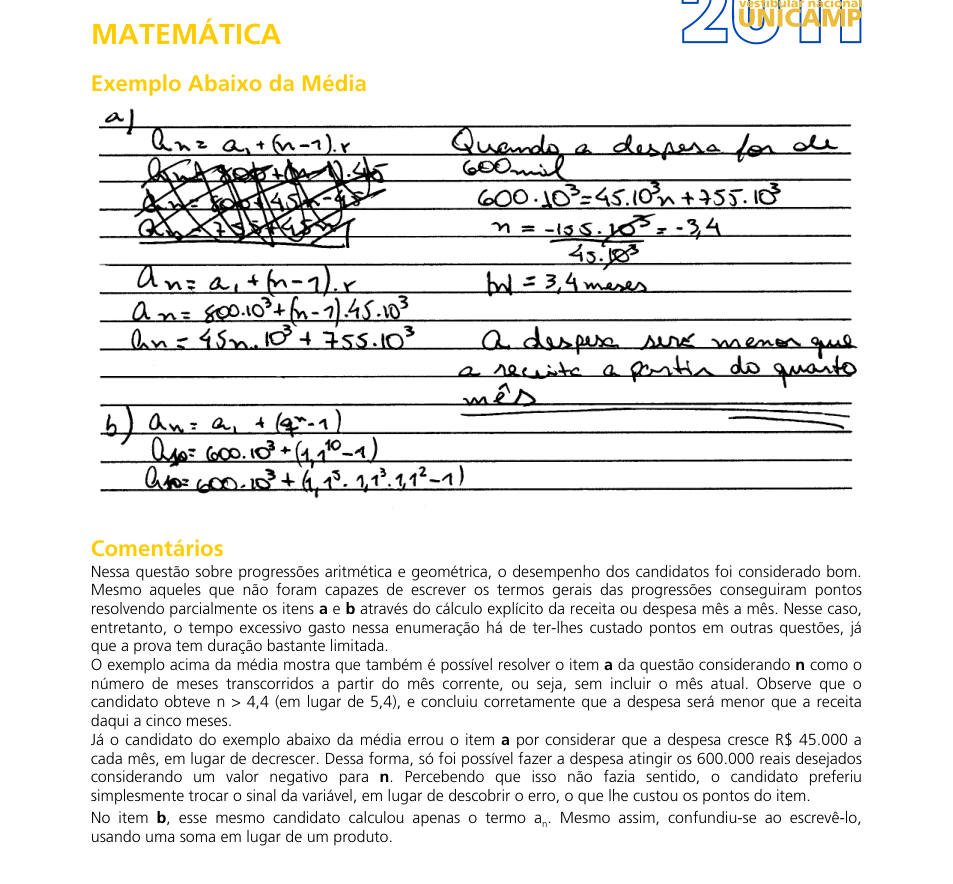 vestibular nacional
2011
UNICAMP
MATEMÁTICA
Exemplo Abaixo da Média
a)
an = a1 + (n-1).r
an = 800 + (n-1).45
an = 800 + 45n - 45
an = 755 + 45n
an = a1 + (n-1).r
an = 800.10³ + (n-1).45.10³
an = 45n.10³ + 755.10³
Quando a despesa for de
600 mil
600.10³ = 45.10³n + 755.10³
n = -155.10³ = -3,4
45.10³
|n| = 3,4 meses
A despesa será menor que
a receita a partir do quarto
mês
b) an = a1 + (qⁿ-1)
a10 = 600.10³ + (1,1¹⁰-1)
a10 = 600.10³ + (1,1⁵.1,1³.1,1²-1)
Comentários
Nessa questão sobre progressões aritmética e geométrica, o desempenho dos candidatos foi considerado bom.
Mesmo aqueles que não foram capazes de escrever os termos gerais das progressões conseguiram pontos
resolvendo parcialmente os itens a e b através do cálculo explícito da receita ou despesa mês a mês. Nesse caso,
entretanto, o tempo excessivo gasto nessa enumeração há de ter-lhes custado pontos em outras questões, já
que a prova tem duração bastante limitada.
O exemplo acima da média mostra que também é possível resolver o item a da questão considerando n como o
número de meses transcorridos a partir do mês corrente, ou seja, sem incluir o mês atual. Observe que o
candidato obteve n > 4,4 (em lugar de 5,4), e concluiu corretamente que a despesa será menor que a receita
daqui a cinco meses.
Já o candidato do exemplo abaixo da média errou o item a por considerar que a despesa cresce R$ 45.000 a
cada mês, em lugar de decrescer. Dessa forma, só foi possível fazer a despesa atingir os 600.000 reais desejados
considerando um valor negativo para n. Percebendo que isso não fazia sentido, o candidato preferiu
simplesmente trocar o sinal da variável, em lugar de descobrir o erro, o que lhe custou os pontos do item.
No item b, esse mesmo candidato calculou apenas o termo an. Mesmo assim, confundiu-se ao escrevê-lo,
usando uma soma em lugar de um produto.